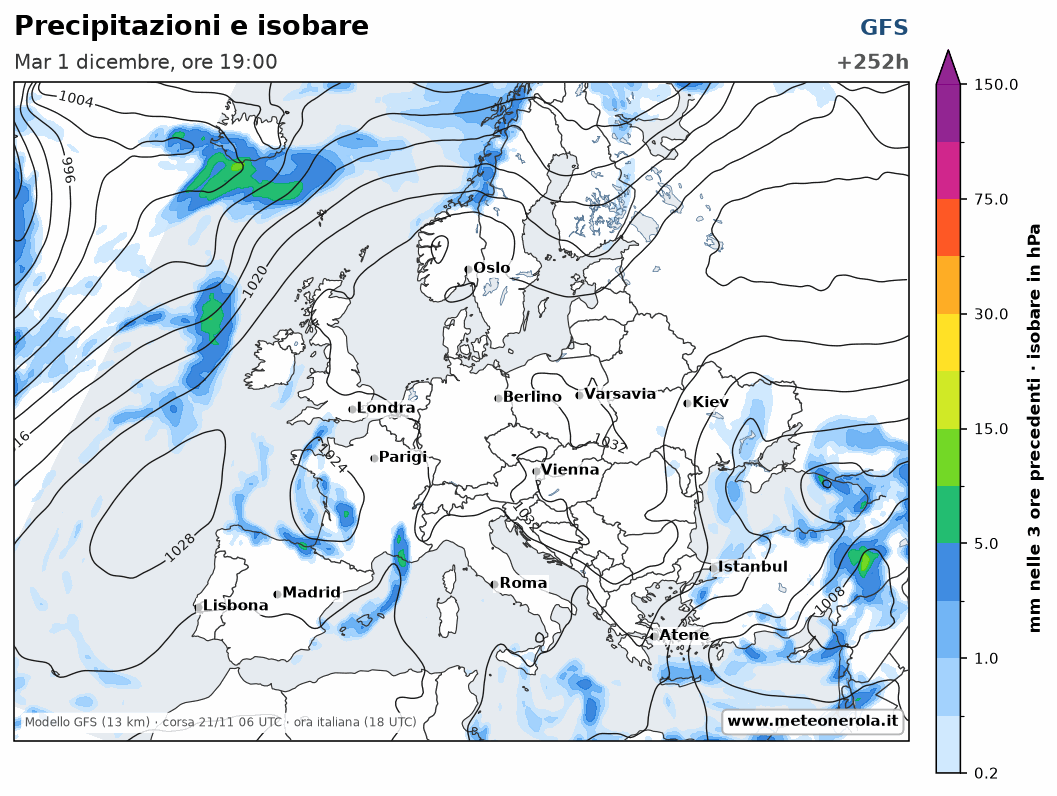 Precipitazioni e isobare
GFS
Mar 1 dicembre, ore 19:00
+252h
1004
996
1020
16
1024
1028
1032
1008
Oslo
Londra
Berlino
Varsavia
Kiev
Parigi
Vienna
Istanbul
Roma
Madrid
Lisbona
Atene
Modello GFS (13 km) · corsa 21/11 06 UTC · ora italiana (18 UTC)
www.meteonerola.it
150.0
75.0
30.0
15.0
5.0
1.0
0.2
mm nelle 3 ore precedenti · isobare in hPa